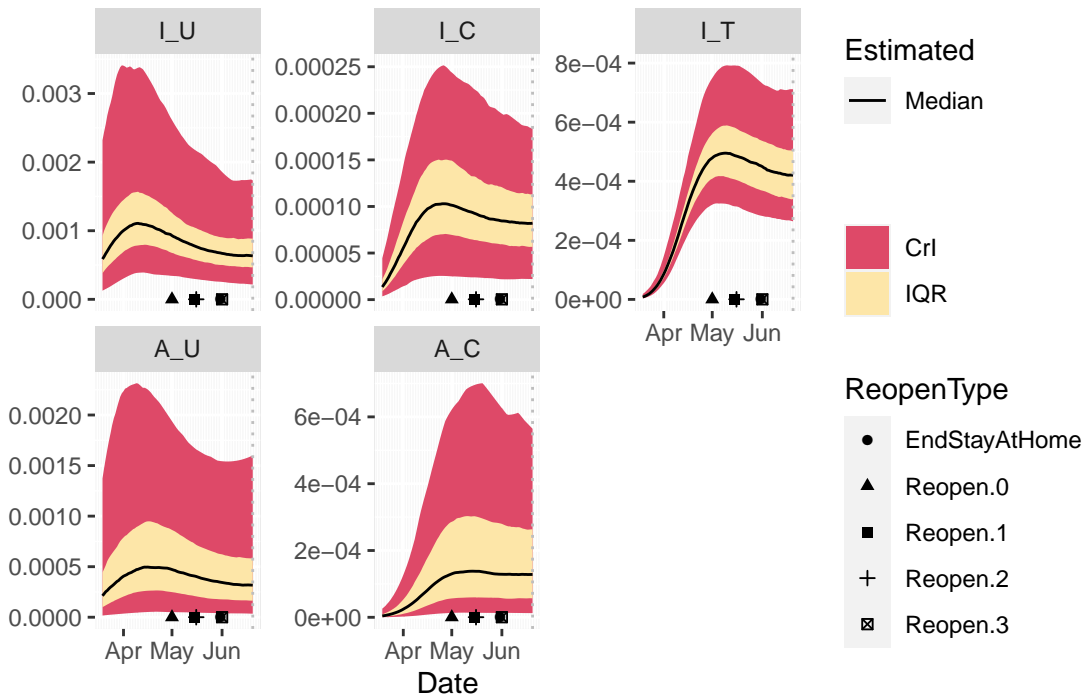 I_U
I_C
I_T
0.003
0.002
0.001
0.000
0.00025
0.00020
0.00015
0.00010
0.00005
0.00000
8e−04
6e−04
4e−04
2e−04
0e+00
Apr May Jun
A_U
A_C
0.0020
0.0015
0.0010
0.0005
0.0000
Apr May Jun
6e−04
4e−04
2e−04
0e+00
Apr May Jun
Date
Estimated
Median
CrI
IQR
ReopenType
EndStayAtHome
Reopen.0
Reopen.1
Reopen.2
Reopen.3